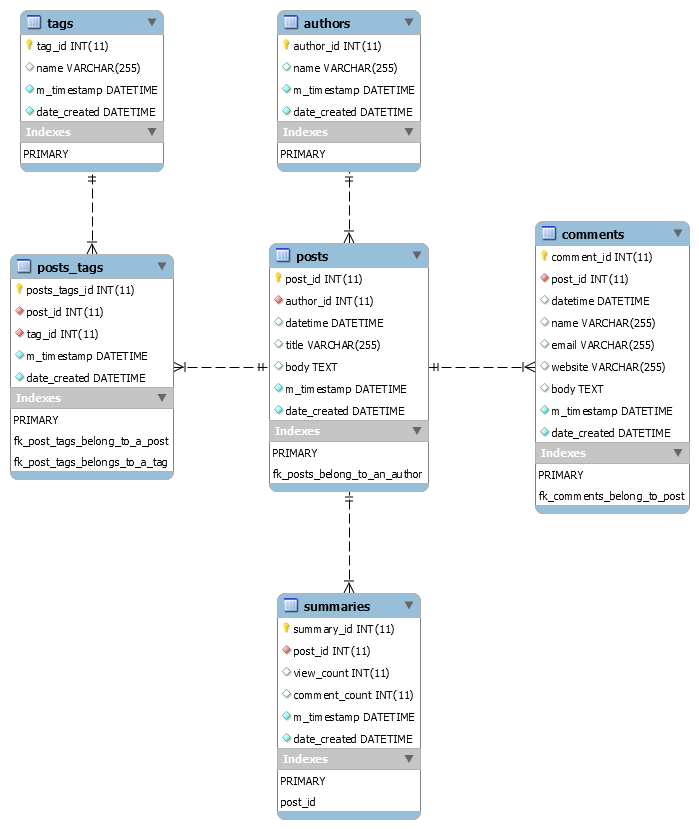 tags
tag_id INT(11)
name VARCHAR(255)
m_timestamp DATETIME
date_created DATETIME
Indexes
PRIMARY
authors
author_id INT(11)
name VARCHAR(255)
m_timestamp DATETIME
date_created DATETIME
Indexes
PRIMARY
posts_tags
posts_tags_id INT(11)
post_id INT(11)
tag_id INT(11)
m_timestamp DATETIME
date_created DATETIME
Indexes
PRIMARY
fk_post_tags_belong_to_a_post
fk_post_tags_belongs_to_a_tag
posts
post_id INT(11)
author_id INT(11)
datetime DATETIME
title VARCHAR(255)
body TEXT
m_timestamp DATETIME
date_created DATETIME
Indexes
PRIMARY
fk_posts_belong_to_an_author
comments
comment_id INT(11)
post_id INT(11)
datetime DATETIME
name VARCHAR(255)
email VARCHAR(255)
website VARCHAR(255)
body TEXT
m_timestamp DATETIME
date_created DATETIME
Indexes
PRIMARY
fk_comments_belong_to_post
summaries
summary_id INT(11)
post_id INT(11)
view_count INT(11)
comment_count INT(11)
m_timestamp DATETIME
date_created DATETIME
Indexes
PRIMARY
post_id